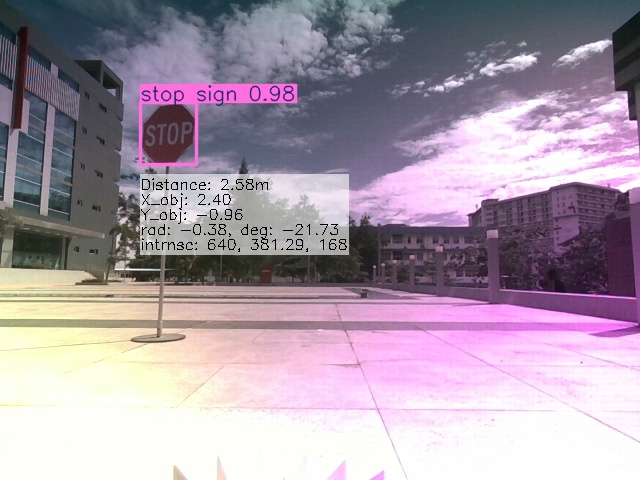 stop sign 0.98
STOP
Distance: 2.58m
X_obj: 2.40
Y_obj: -0.96
rad: -0.38, deg: -21.73
intrnsc: 640, 381.29, 168